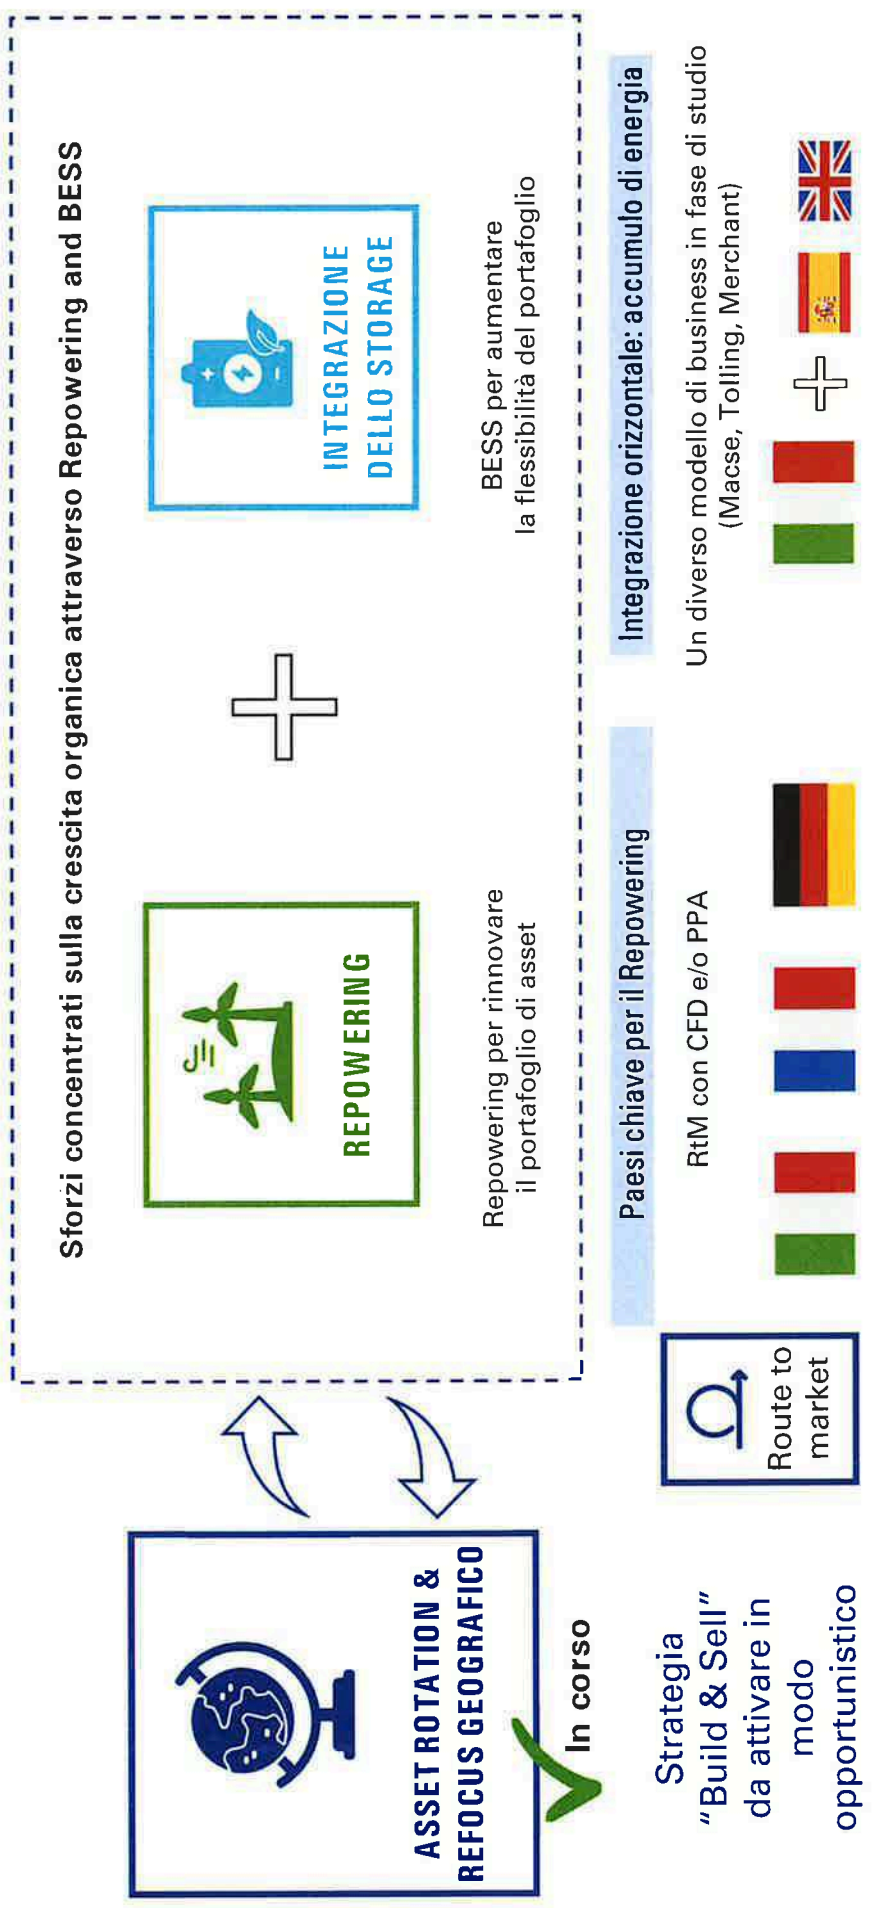 Sforzi concentrati sulla crescita organica attraverso Repowering and BESS
ASSET ROTATION &
REFOCUS GEOGRAFICO
In corso
Strategia
“Build & Sell”
da attivare in
modo
opportunistico
REPOWERING
Repowering per rinnovare
il portafoglio di asset
INTEGRAZIONE
DELLO STORAGE
BESS per aumentare
la flessibilità del portafoglio
Route to
market
Paesi chiave per il Repowering
RtM con CFD e/o PPA
Integrazione orizzontale: accumulo di energia
Un diverso modello di business in fase di studio
(Macse, Tolling, Merchant)